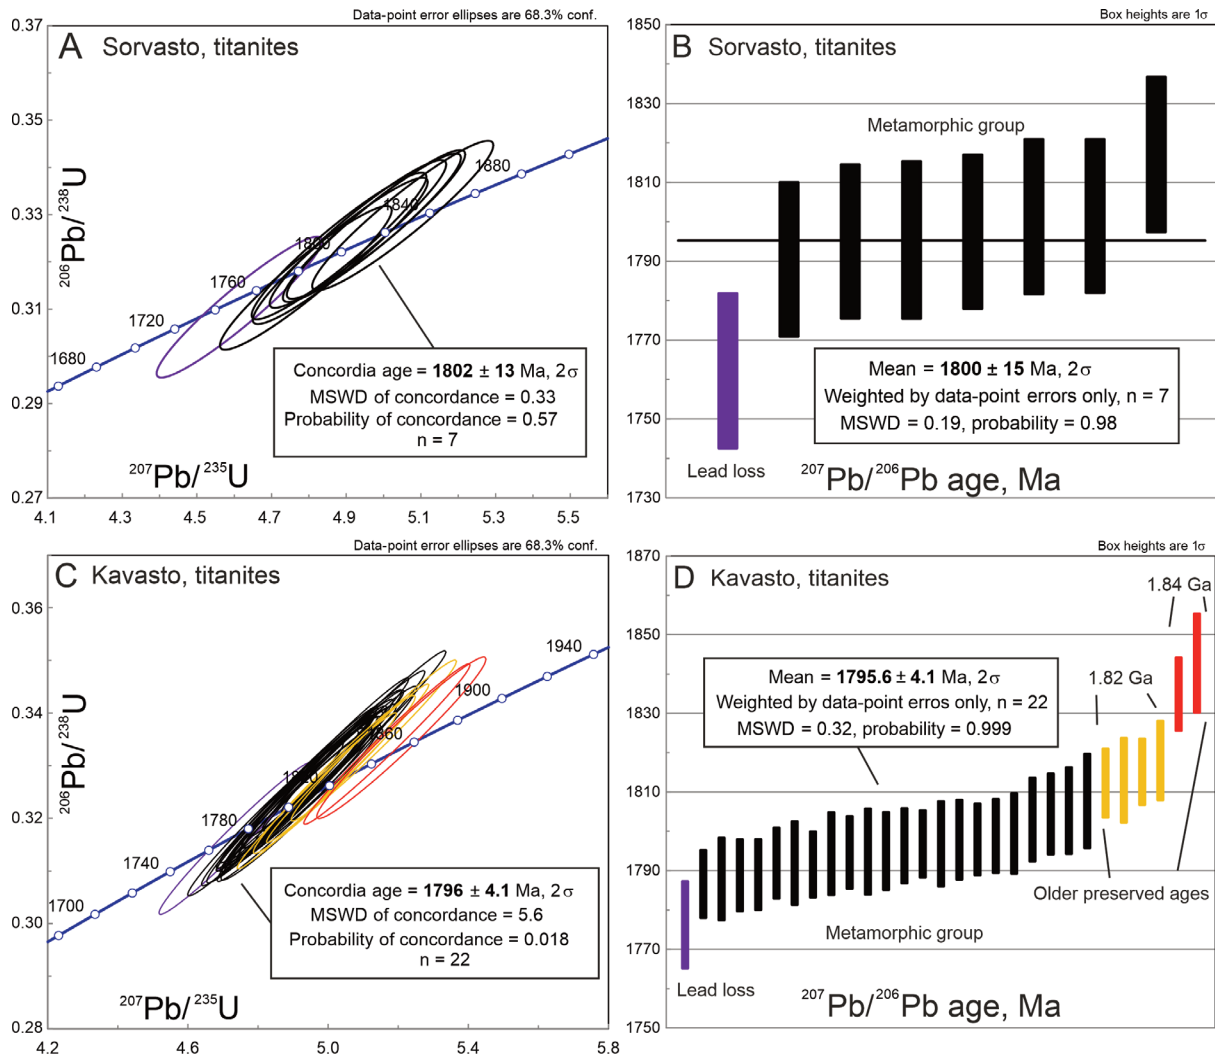 Data-point error ellipses are 68.3% conf.
A Sorvasto, titanites
0.37
0.35
0.33
0.31
0.29
0.27
²⁰⁶Pb/²³⁸U
1880
1840
1800
1760
1720
1680
Concordia age = 1802 ± 13 Ma, 2σ
MSWD of concordance = 0.33
Probability of concordance = 0.57
n = 7
²⁰⁷Pb/²³⁵U
4.1 4.3 4.5 4.7 4.9 5.1 5.3 5.5
Box heights are 1σ
B Sorvasto, titanites
1850
1830
1810
1790
1770
1750
1730
Metamorphic group
Mean = 1800 ± 15 Ma, 2σ
Weighted by data-point errors only, n = 7
MSWD = 0.19, probability = 0.98
Lead loss
²⁰⁷Pb/²⁰⁶Pb age, Ma
Data-point error ellipses are 68.3% conf.
C Kavasto, titanites
0.36
0.34
0.32
0.30
0.28
²⁰⁶Pb/²³⁸U
1940
1900
1860
1820
1780
1740
1700
Concordia age = 1796 ± 4.1 Ma, 2σ
MSWD of concordance = 5.6
Probability of concordance = 0.018
n = 22
²⁰⁷Pb/²³⁵U
4.2 4.6 5.0 5.4 5.8
Box heights are 1σ
D Kavasto, titanites
1870
1850
1830
1810
1790
1770
1750
1.84 Ga
1.82 Ga
Mean = 1795.6 ± 4.1 Ma, 2σ
Weighted by data-point erros only, n = 22
MSWD = 0.32, probability = 0.999
Older preserved ages
Metamorphic group
Lead loss
²⁰⁷Pb/²⁰⁶Pb age, Ma